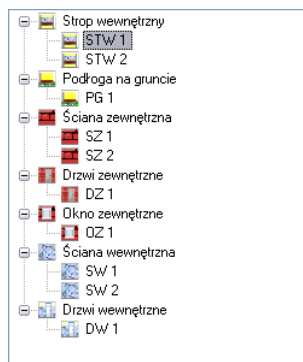 Strop wewnętrzny
STW 1
STW 2
Podłoga na gruncie
PG 1
Ściana zewnętrzna
SZ 1
SZ 2
Drzwi zewnętrzne
DZ 1
Okno zewnętrzne
OZ 1
Ściana wewnętrzna
SW 1
SW 2
Drzwi wewnętrzne
DW 1